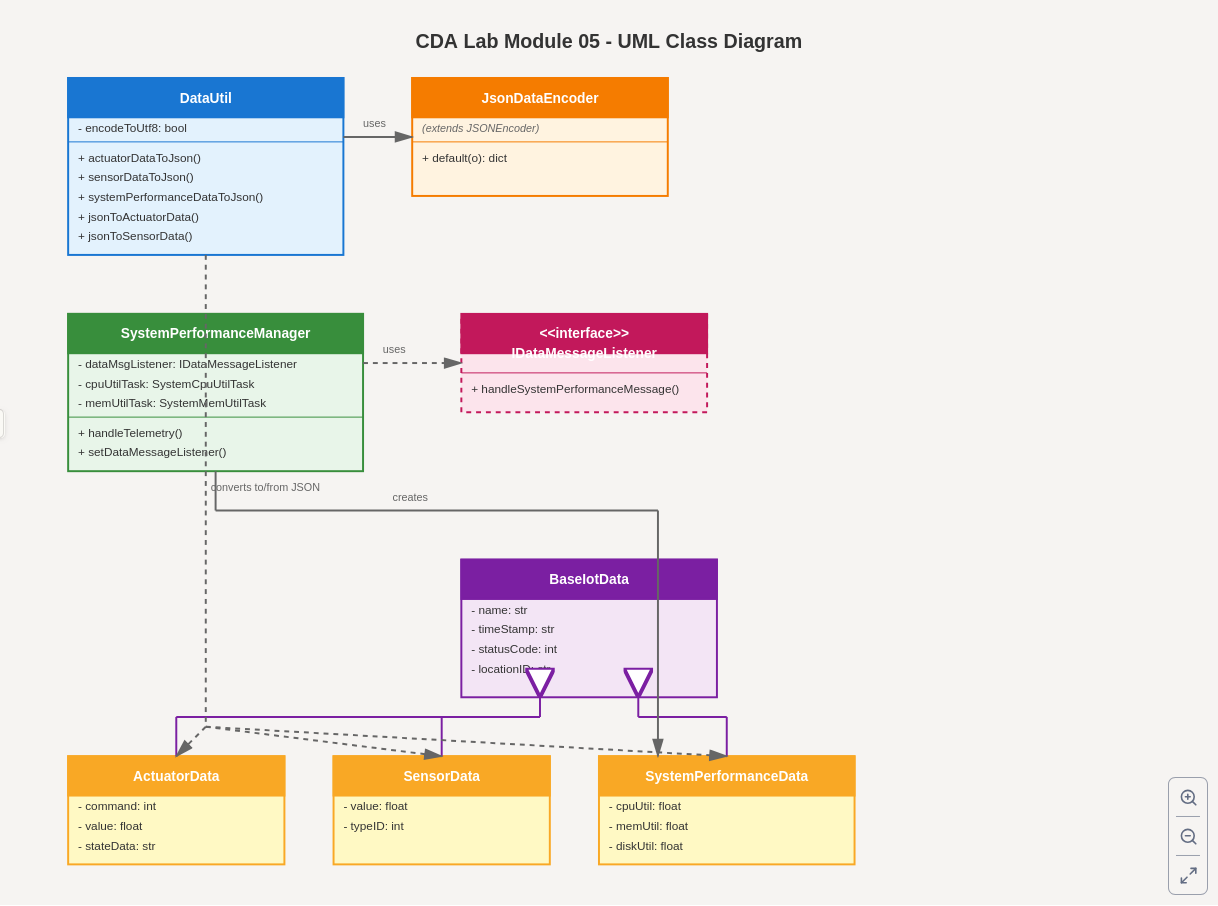 CDA Lab Module 05 - UML Class Diagram
DataUtil
- encodeToUtf8: bool
+ actuatorDataToJson()
+ sensorDataToJson()
+ systemPerformanceDataToJson()
+ jsonToActuatorData()
+ jsonToSensorData()
uses
JsonDataEncoder
(extends JSONEncoder)
+ default(o): dict
SystemPerformanceManager
- dataMsgListener: IDataMessageListener
- cpuUtilTask: SystemCpuUtilTask
- memUtilTask: SystemMemUtilTask
+ handleTelemetry()
+ setDataMessageListener()
uses
<<interface>>
IDataMessageListener
+ handleSystemPerformanceMessage()
converts to/from JSON
creates
BaseIotData
- name: str
- timeStamp: str
- statusCode: int
- locationID: str
ActuatorData
- command: int
- value: float
- stateData: str
SensorData
- value: float
- typeID: int
SystemPerformanceData
- cpuUtil: float
- memUtil: float
- diskUtil: float